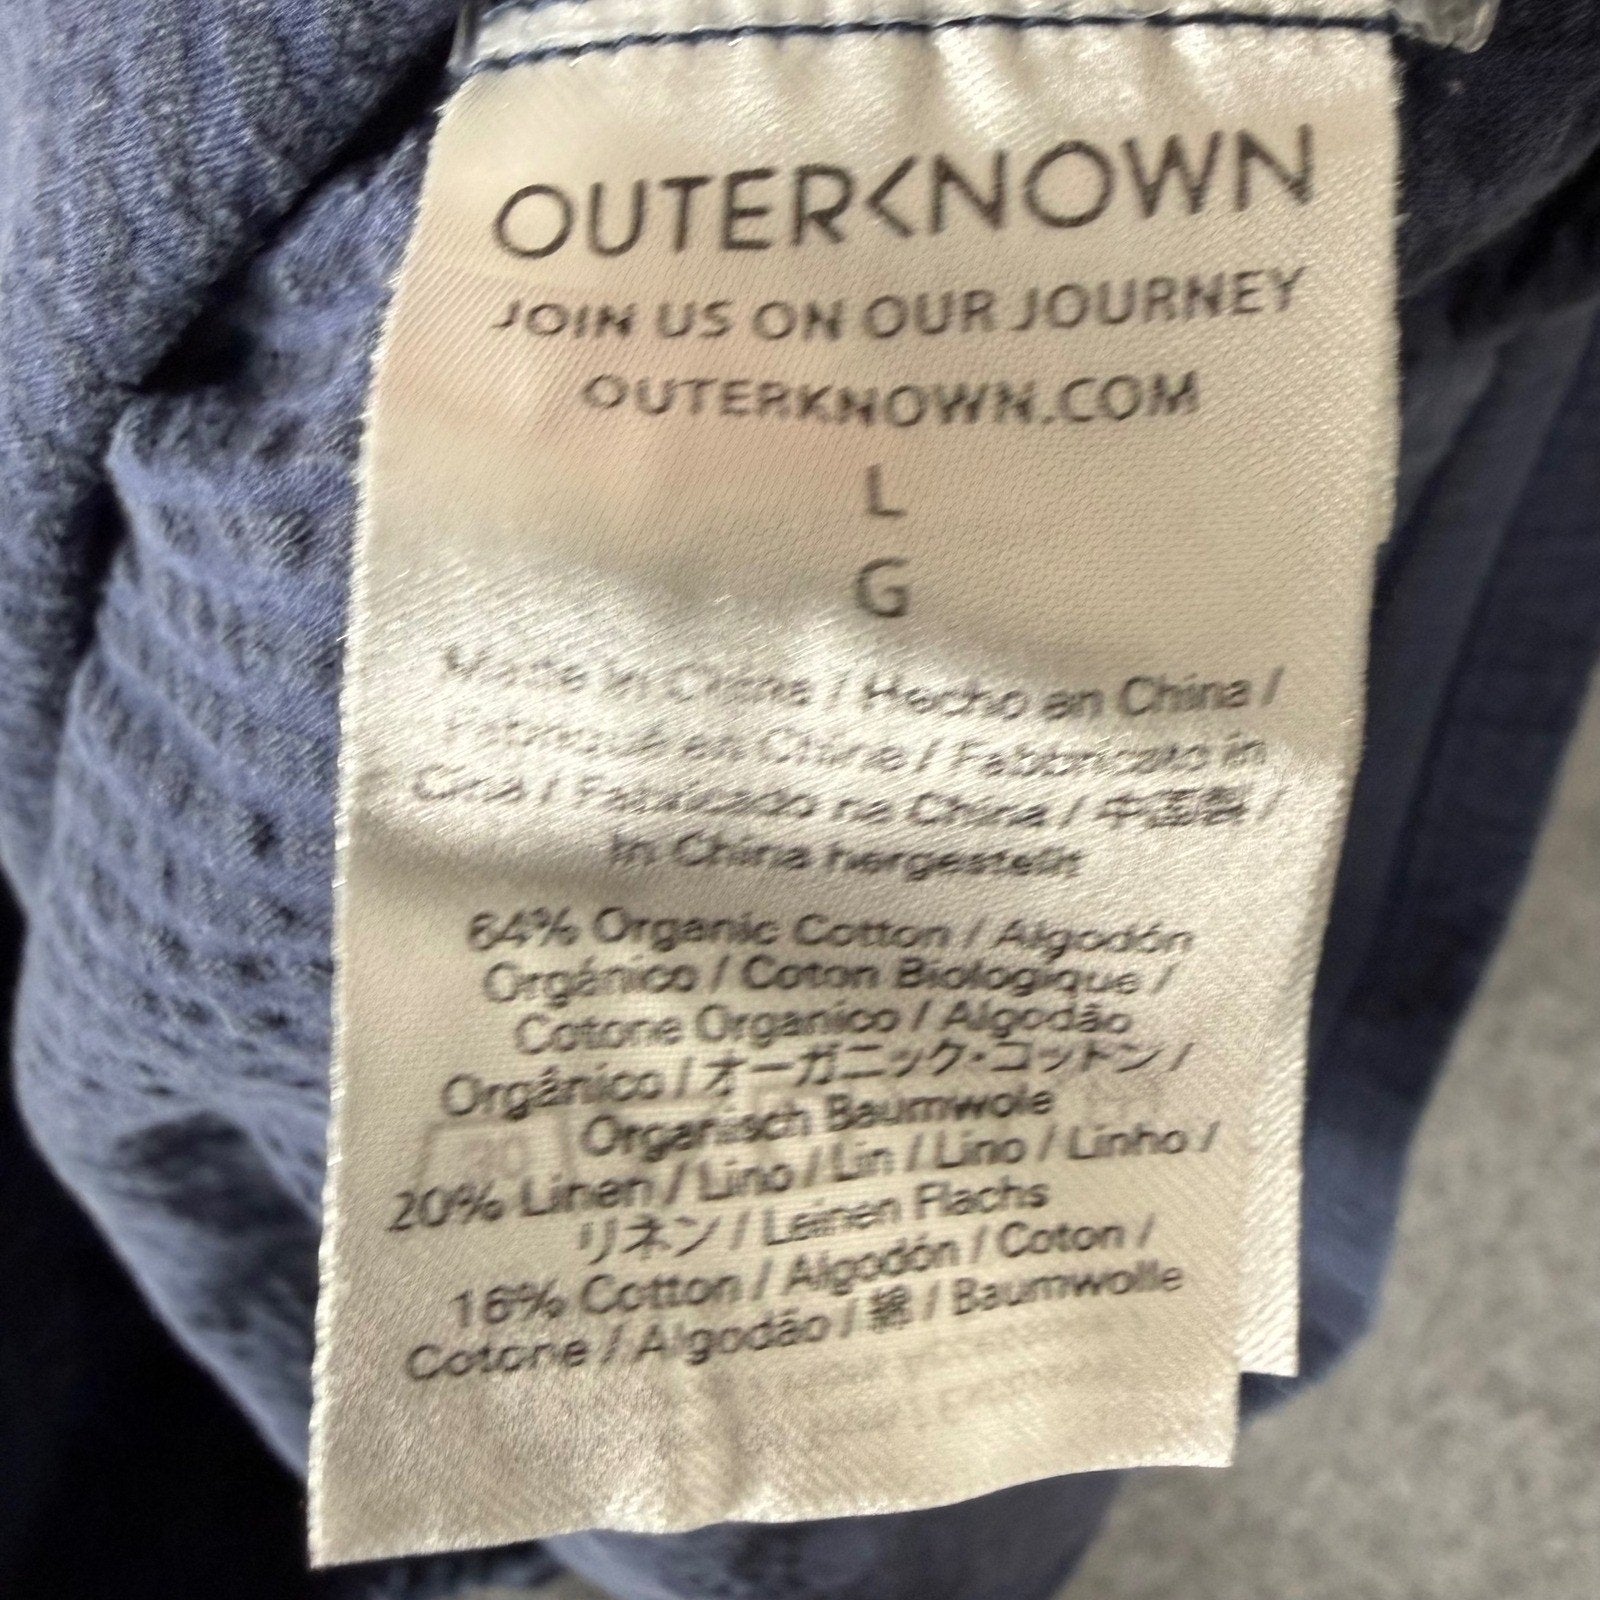 OUTERKNOWN
JOIN US ON OUR JOURNEY
OUTERKNOWN.COM
L
G
Made in China / Hecho en China /
Fabriqué en Chine / Fabbricato in
Cina / Fabricado na China / 中国製 /
In China hergestellt
64% Organic Cotton / Algodón
Orgánico / Coton Biologique /
Cotone Organico / Algodão
Orgânico / オーガニック・コットン /
Organisch Baumwole
20% Linen / Lino / Lin / Lino / Linho /
リネン / Leinen Flachs
16% Cotton / Algodón / Coton /
Cotone / Algodão / 綿 / Baumwolle